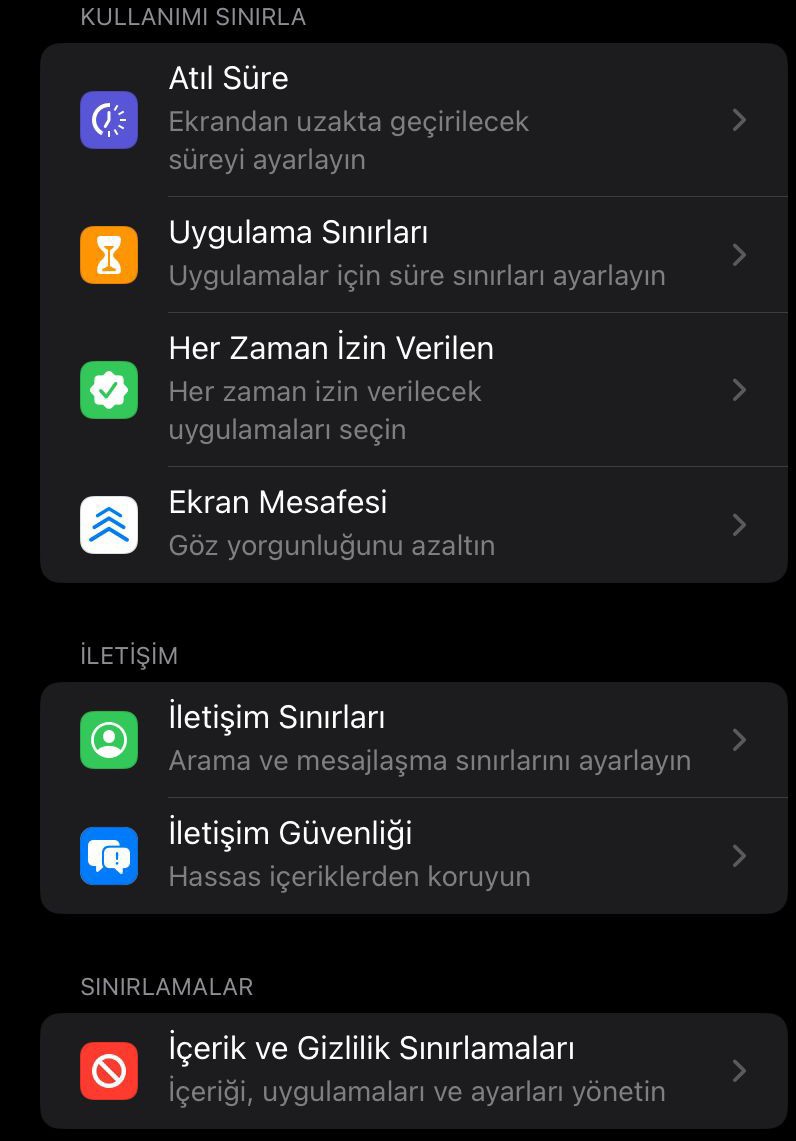 KULLANIMI SINIRLA
Atıl Süre
Ekrandan uzakta geçirilecek
süreyi ayarlayın
Uygulama Sınırları
Uygulamalar için süre sınırları ayarlayın
Her Zaman İzin Verilen
Her zaman izin verilecek
uygulamaları seçin
Ekran Mesafesi
Göz yorgunluğunu azaltın
İLETİŞİM
İletişim Sınırları
Arama ve mesajlaşma sınırlarını ayarlayın
İletişim Güvenliği
Hassas içeriklerden koruyun
SINIRLAMALAR
İçerik ve Gizlilik Sınırlamaları
İçeriği, uygulamaları ve ayarları yönetin